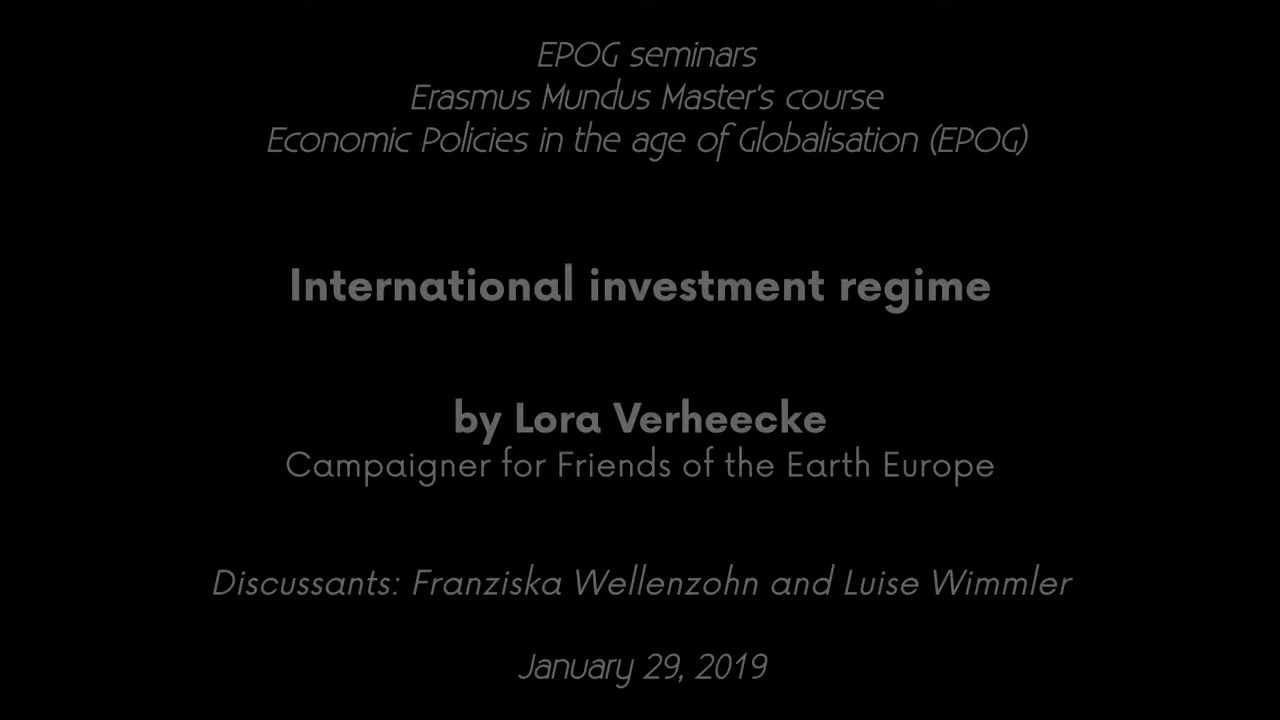 EPOG seminars
Erasmus Mundus Master's course
Economic Policies in the age of Globalisation (EPOG)
International investment regime
by Lora Verheecke
Campaigner for Friends of the Earth Europe
Discussants: Franziska Wellenzohn and Luise Wimmler
January 29, 2019